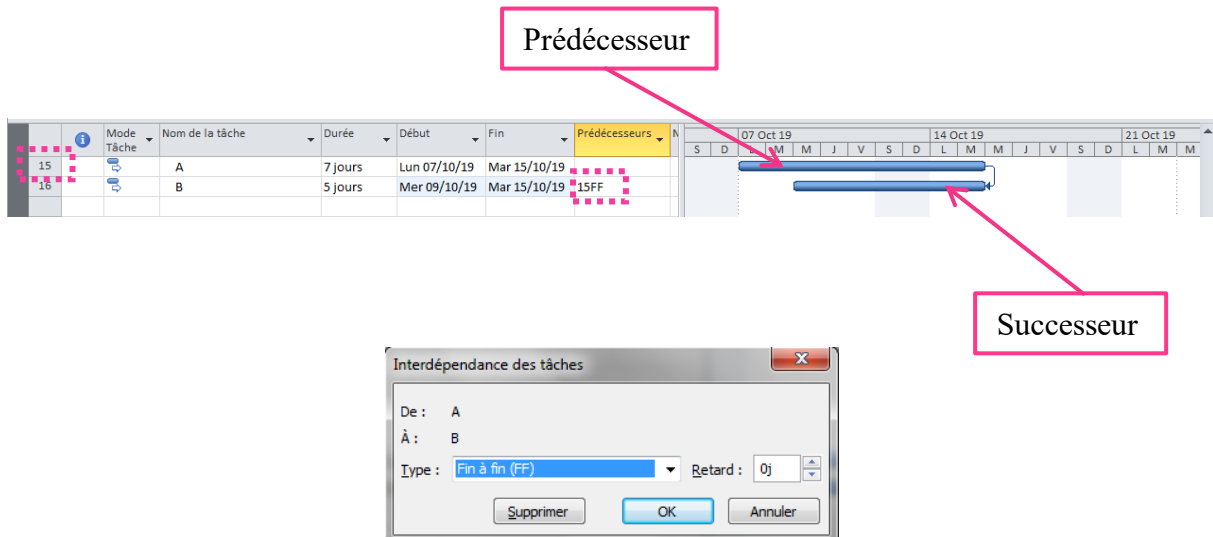 Prédécesseur
Mode Tâche Nom de la tâche Durée Début Fin Prédécesseurs N 07 Oct 19 14 Oct 19 21 Oct 19
S D L M M J V S D L M M J V S D L M M
15 A 7 jours Lun 07/10/19 Mar 15/10/19
16 B 5 jours Mer 09/10/19 Mar 15/10/19 15FF
Successeur
Interdépendance des tâches
De : A
À : B
Type : Fin à fin (FF) Retard : 0j
Supprimer OK Annuler